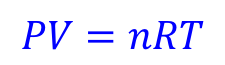 PV = nRT